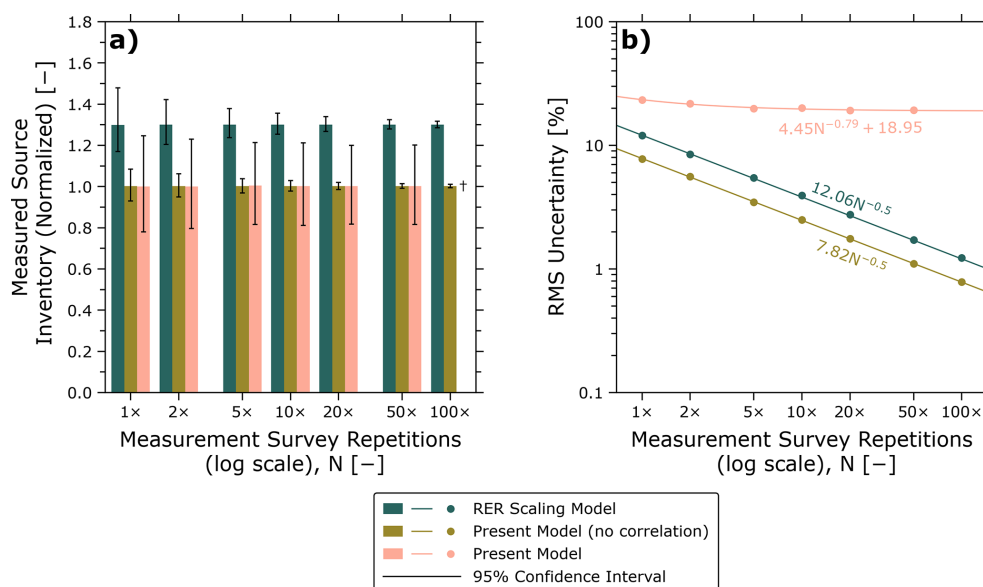 a)
Measured Source
Inventory (Normalized) [−]
1.8
1.6
1.4
1.2
1.0
0.8
0.6
0.4
0.2
0.0
†
1× 2× 5× 10× 20× 50× 100×
Measurement Survey Repetitions
(log scale), N [−]
b)
RMS Uncertainty [%]
100
10
1
0.1
4.45N^−0.79 + 18.95
12.06N^−0.5
7.82N^−0.5
1× 2× 5× 10× 20× 50× 100×
Measurement Survey Repetitions
(log scale), N [−]
RER Scaling Model
Present Model (no correlation)
Present Model
95% Confidence Interval